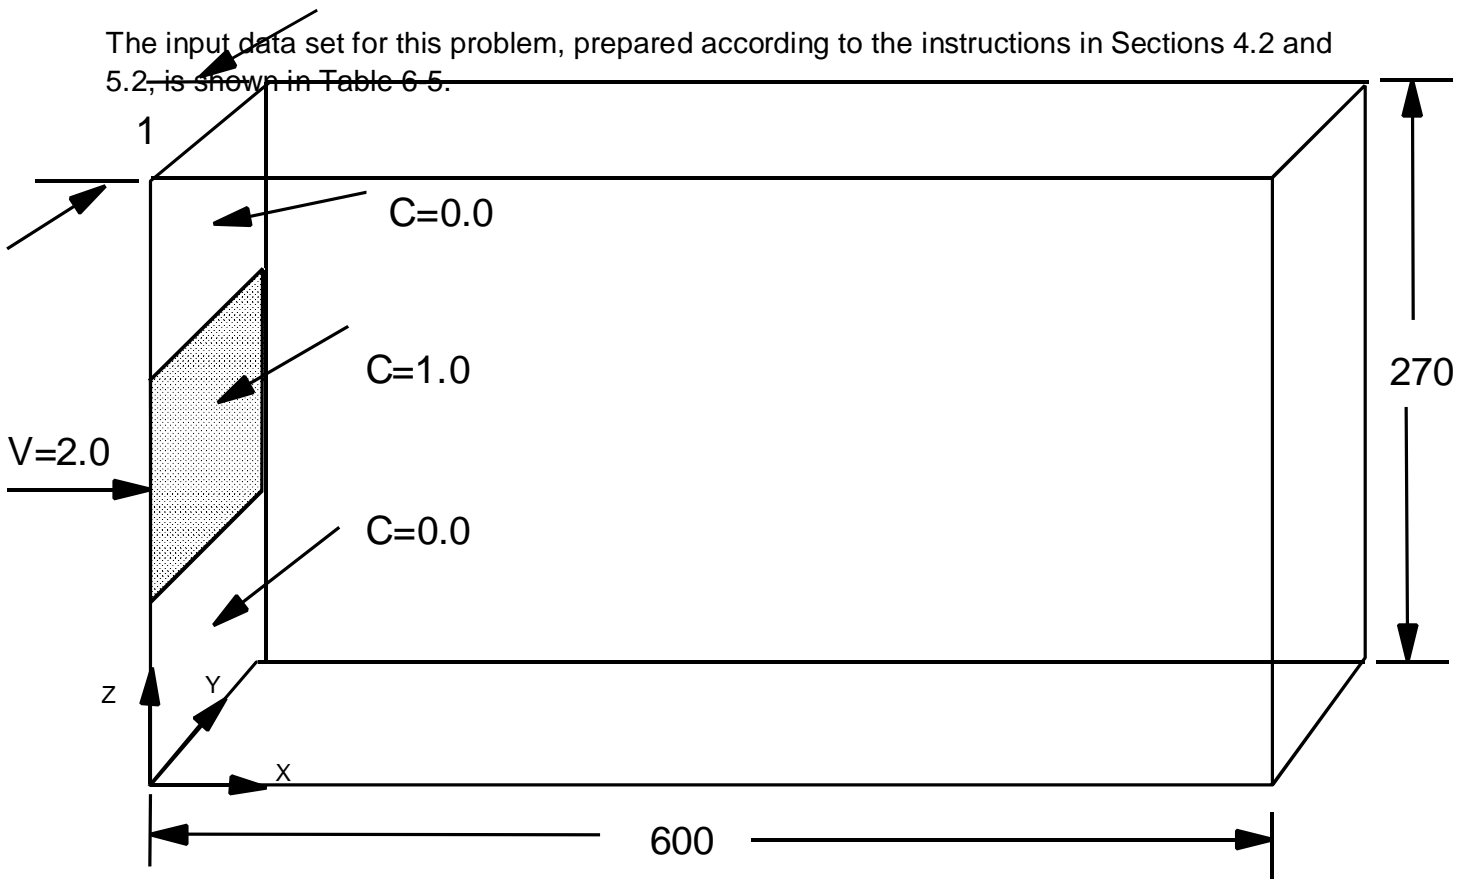 The input data set for this problem, prepared according to the instructions in Sections 4.2 and
5.2, is shown in Table 6-5.
1
C=0.0
C=1.0
270
V=2.0
C=0.0
Z
Y
X
600